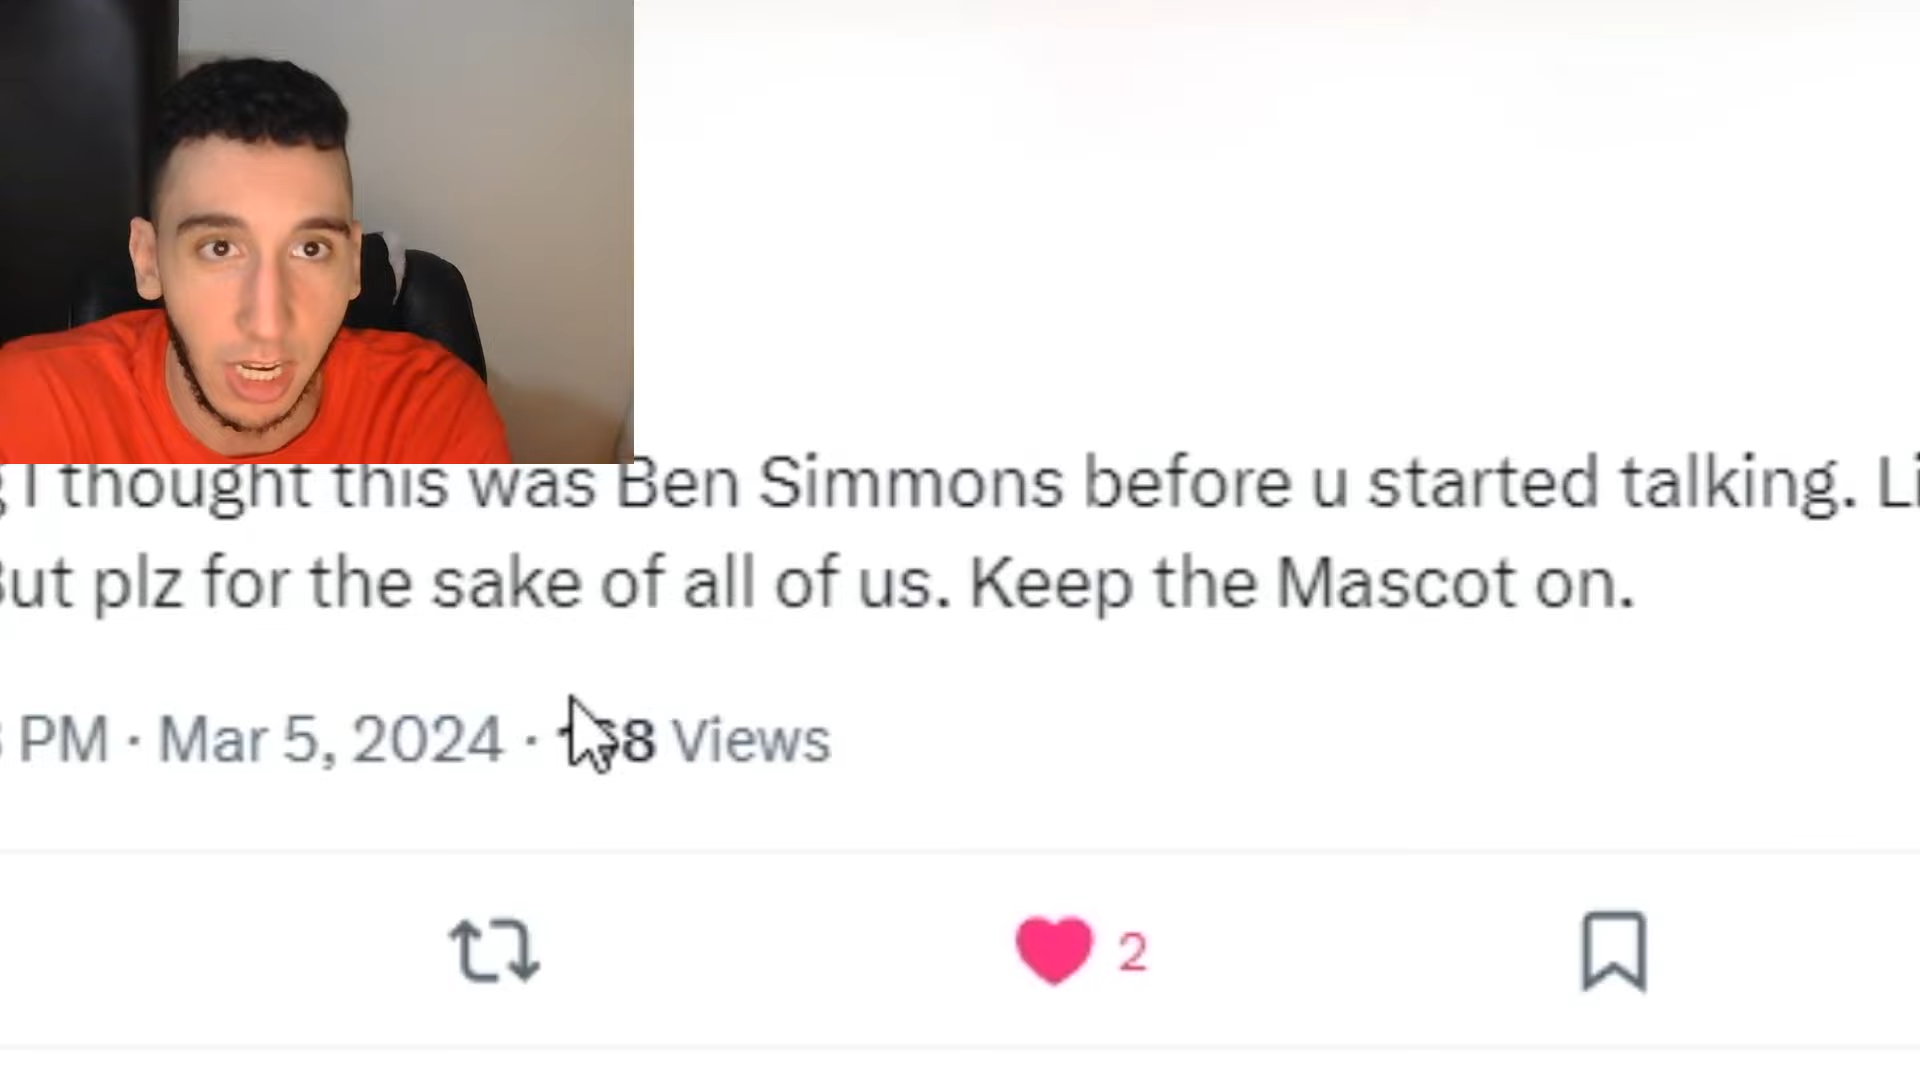 I thought this was Ben Simmons before u started talking.
plz for the sake of all of us. Keep the Mascot on.
PM · Mar 5, 2024 · Views
2